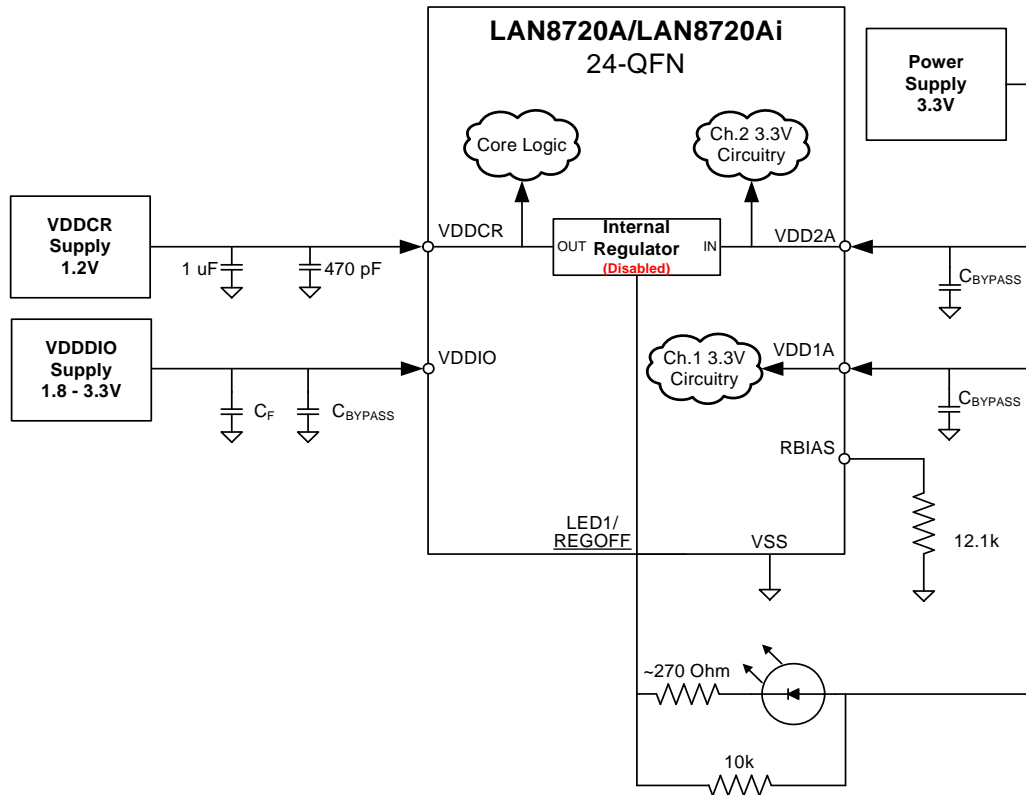 LAN8720A/LAN8720Ai
24-QFN
Power
Supply
3.3V
Core Logic
Ch.2 3.3V
Circuitry
VDDCR
Supply
1.2V
VDDCR
OUT
Internal
Regulator
(Disabled)
IN
VDD2A
1 uF
470 pF
CBYPASS
VDDDIO
Supply
1.8 - 3.3V
VDDIO
Ch.1 3.3V
Circuitry
VDD1A
CF
CBYPASS
CBYPASS
RBIAS
12.1k
LED1/
REGOFF
VSS
~270 Ohm
10k